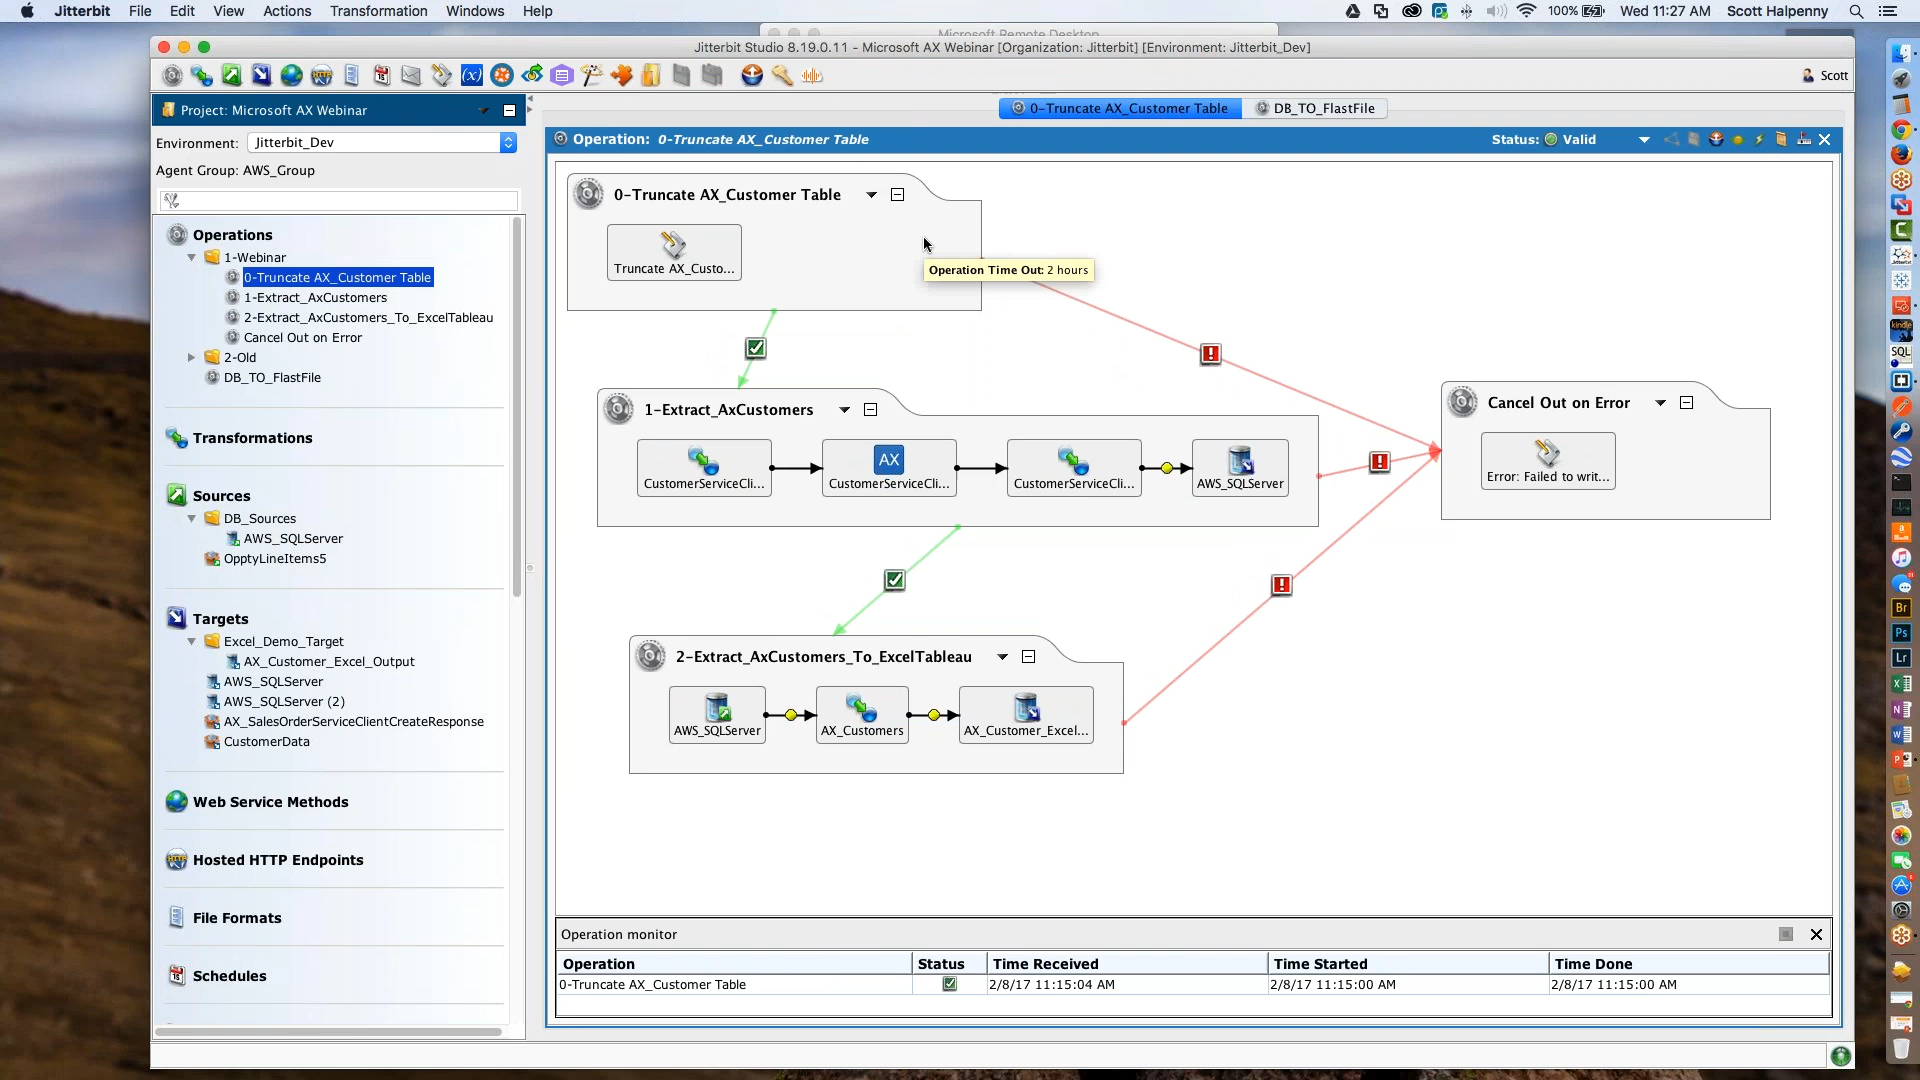 Jitterbit File Edit View Actions Transformation Windows Help
100% Wed 11:27 AM Scott Halpenny
Microsoft Remote Desktop
Jitterbit Studio 8.19.0.11 - Microsoft AX Webinar [Organization: Jitterbit] [Environment: Jitterbit_Dev]
Scott
Project: Microsoft AX Webinar
Environment: Jitterbit_Dev
Agent Group: AWS_Group
Operations
1-Webinar
0-Truncate AX_Customer Table
1-Extract_AxCustomers
2-Extract_AxCustomers_To_ExcelTableau
Cancel Out on Error
2-Old
DB_TO_FlastFile
Transformations
Sources
DB_Sources
AWS_SQLServer
OpptyLineItems5
Targets
Excel_Demo_Target
AX_Customer_Excel_Output
AWS_SQLServer
AWS_SQLServer (2)
AX_SalesOrderServiceClientCreateResponse
CustomerData
Web Service Methods
Hosted HTTP Endpoints
File Formats
Schedules
0-Truncate AX_Customer Table DB_TO_FlastFile
Operation: 0-Truncate AX_Customer Table Status: Valid
0-Truncate AX_Customer Table
Truncate AX_Custo...
Operation Time Out: 2 hours
1-Extract_AxCustomers
CustomerServiceCli... AX CustomerServiceCli... CustomerServiceCli... AWS_SQLServer
Cancel Out on Error
Error: Failed to writ...
2-Extract_AxCustomers_To_ExcelTableau
AWS_SQLServer AX_Customers AX_Customer_Excel...
Operation monitor
Operation Status Time Received Time Started Time Done
0-Truncate AX_Customer Table 2/8/17 11:15:04 AM 2/8/17 11:15:00 AM 2/8/17 11:15:00 AM
kindle
SQL
Br
Ps
Lr